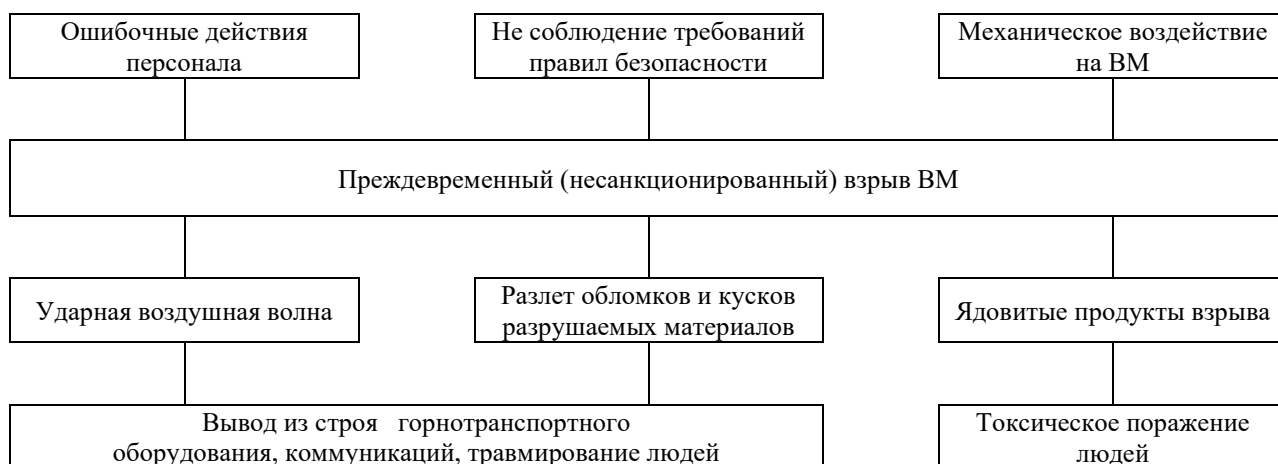 Ошибочные действия
персонала
Не соблюдение требований
правил безопасности
Механическое воздействие
на ВМ
Преждевременный (несанкционированный) взрыв ВМ
Ударная воздушная волна
Разлет обломков и кусков
разрушаемых материалов
Ядовитые продукты взрыва
Вывод из строя горнотранспортного
оборудования, коммуникаций, травмирование людей
Токсическое поражение
людей